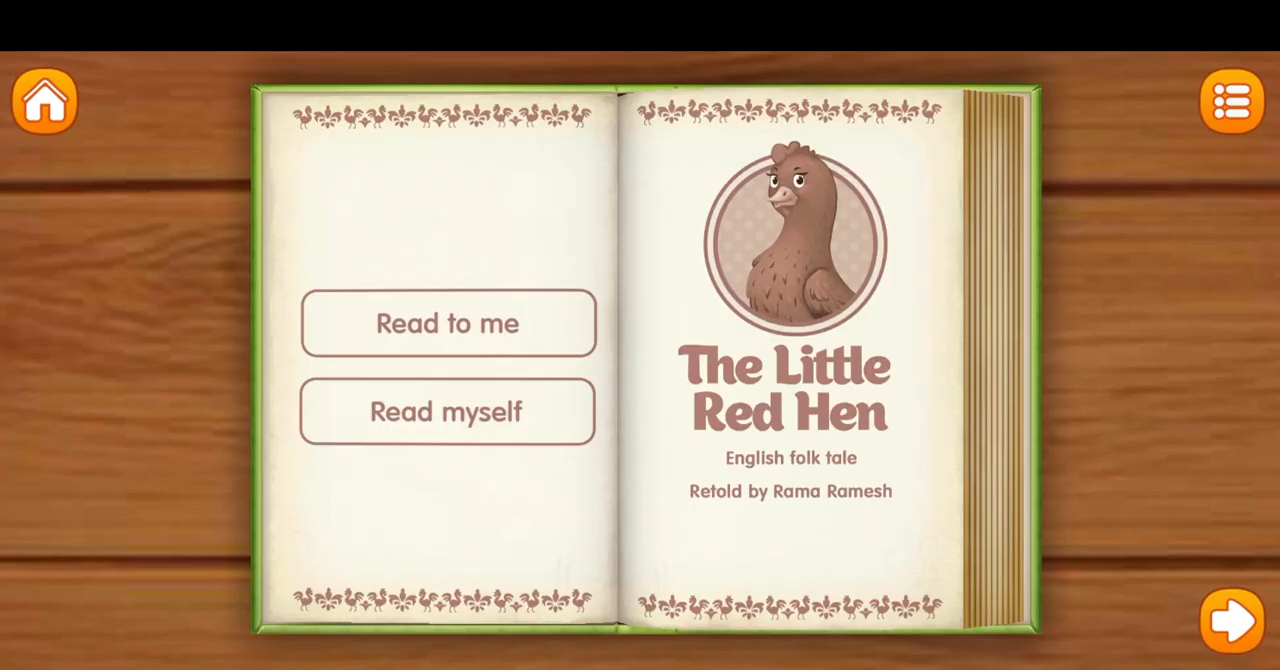 Read to me
Read myself
The Little
Red Hen
English folk tale
Retold by Rama Ramesh